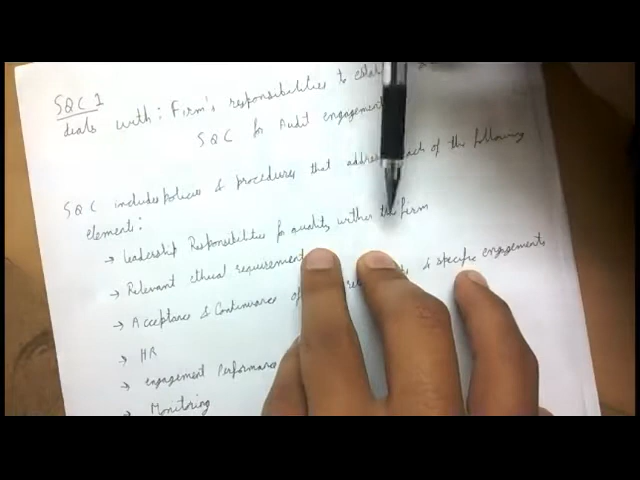 SQC 1
deals with: Firm's responsibilities to
SQC for Audit engagement
SQC includes policies & procedures that address each of the following
elements:
→ Leadership Responsibilities for quality within the firm
→ Relevant ethical requirements
→ Acceptance & Continuance of & specific engagements
→ HR
→ engagement Performance
→ Monitoring